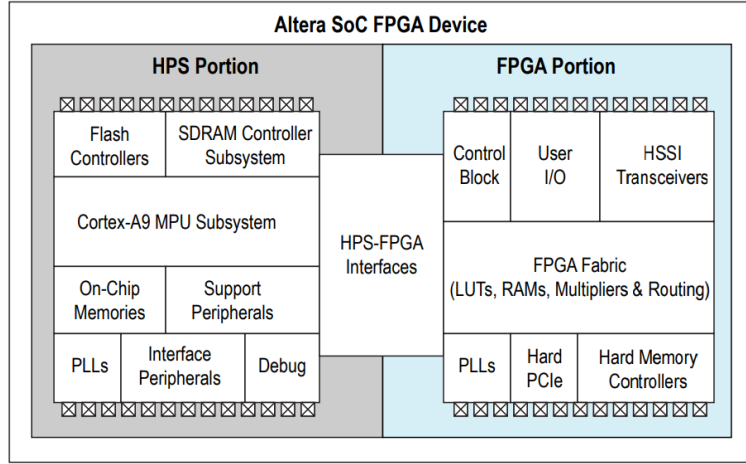 Altera SoC FPGA Device
HPS Portion
FPGA Portion
Flash
Controllers
SDRAM Controller
Subsystem
Cortex-A9 MPU Subsystem
On-Chip
Memories
Support
Peripherals
PLLs
Interface
Peripherals
Debug
HPS-FPGA
Interfaces
Control
Block
User
I/O
HSSI
Transceivers
FPGA Fabric
(LUTs, RAMs, Multipliers & Routing)
PLLs
Hard
PCIe
Hard Memory
Controllers